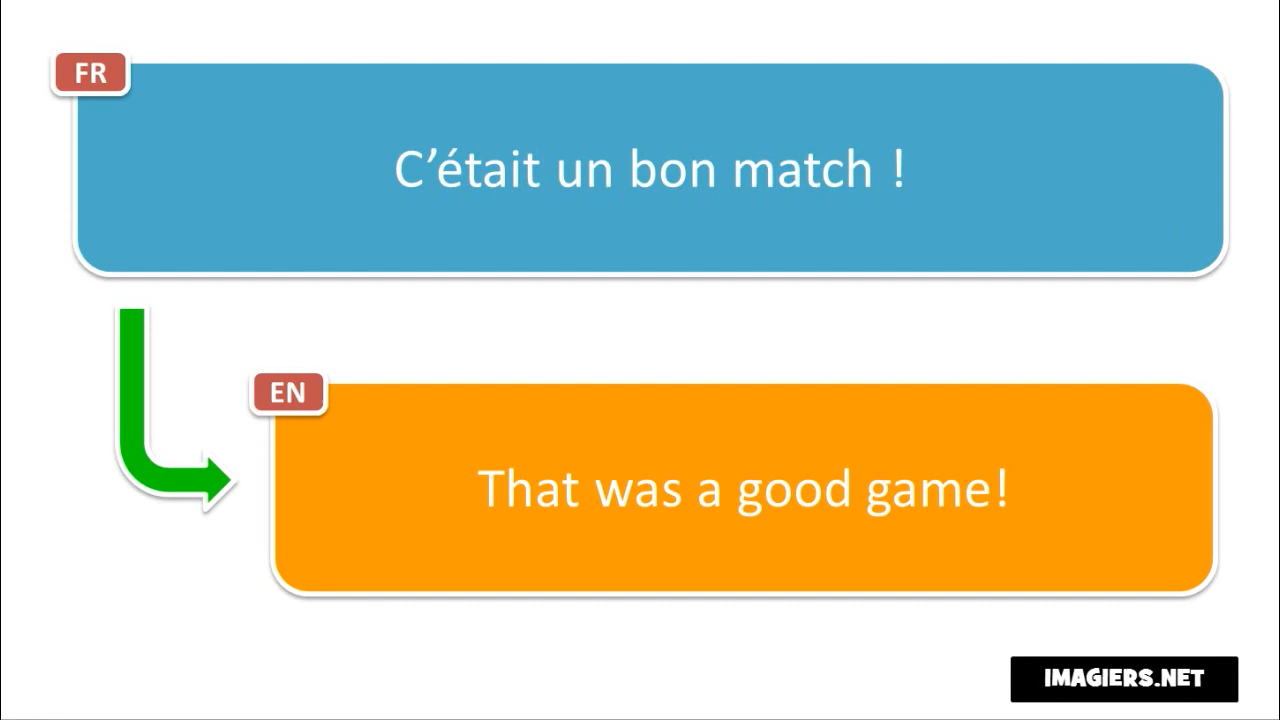 FR
C’était un bon match !
EN
That was a good game!
IMAGIERS.NET